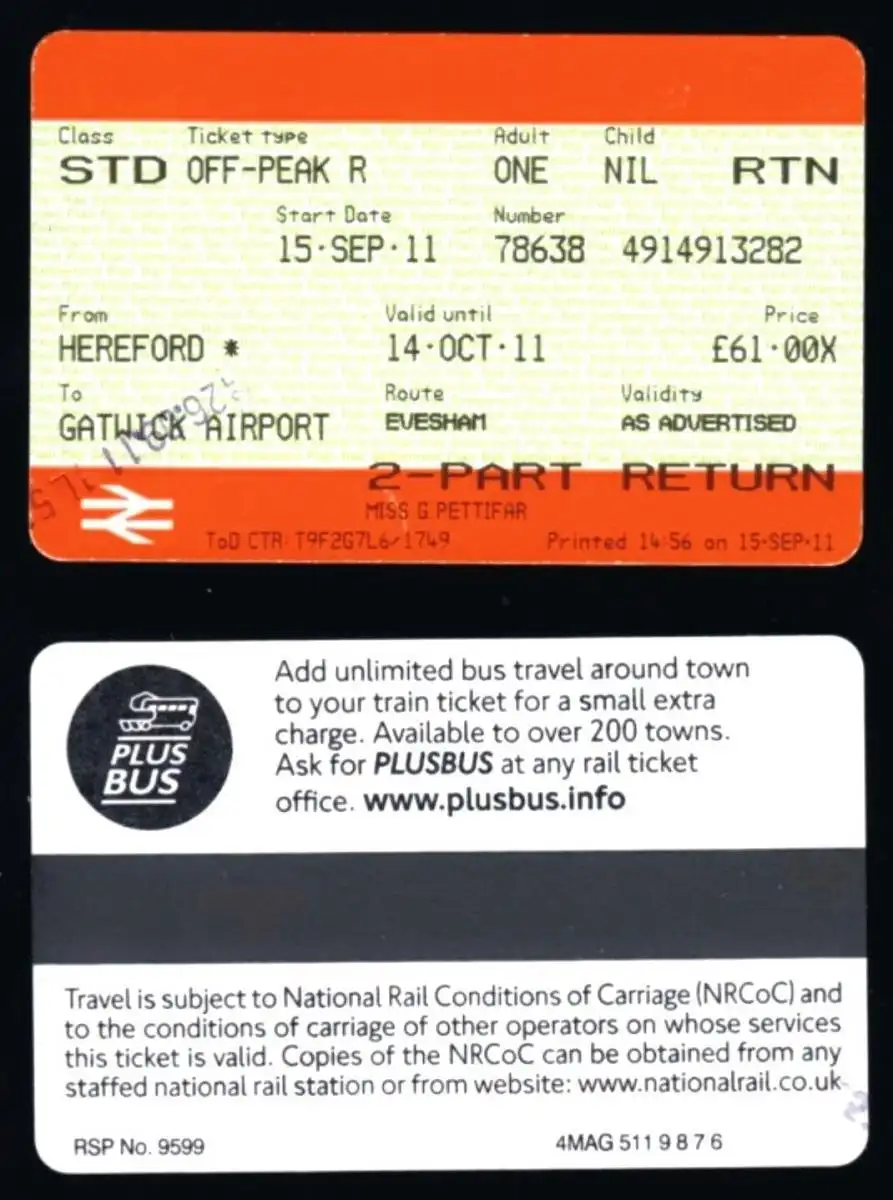 Class Ticket type Adult Child
STD OFF-PEAK R ONE NIL RTN
Start Date Number
15·SEP·11 78638 4914913282
From Valid until Price
HEREFORD * 14·OCT·11 £61·00X
To Route Validity
GATWICK AIRPORT EVESHAM AS ADVERTISED
2-PART RETURN
MISS G PETTIFAR
ToD CTR: T9F2G7L6/1749 Printed 14:56 on 15·SEP·11
PLUS
BUS
Add unlimited bus travel around town
to your train ticket for a small extra
charge. Available to over 200 towns.
Ask for PLUSBUS at any rail ticket
office. www.plusbus.info
Travel is subject to National Rail Conditions of Carriage (NRCoC) and
to the conditions of carriage of other operators on whose services
this ticket is valid. Copies of the NRCoC can be obtained from any
staffed national rail station or from website: www.nationalrail.co.uk
RSP No. 9599 4MAG 511 9 8 7 6